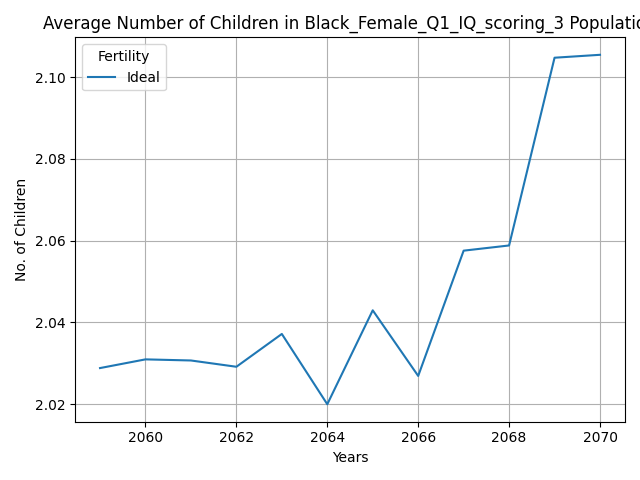 Average Number of Children in Black_Female_Q1_IQ_scoring_3 Populatio
Fertility
Ideal
No. of Children
2.10
2.08
2.06
2.04
2.02
2060 2062 2064 2066 2068 2070
Years